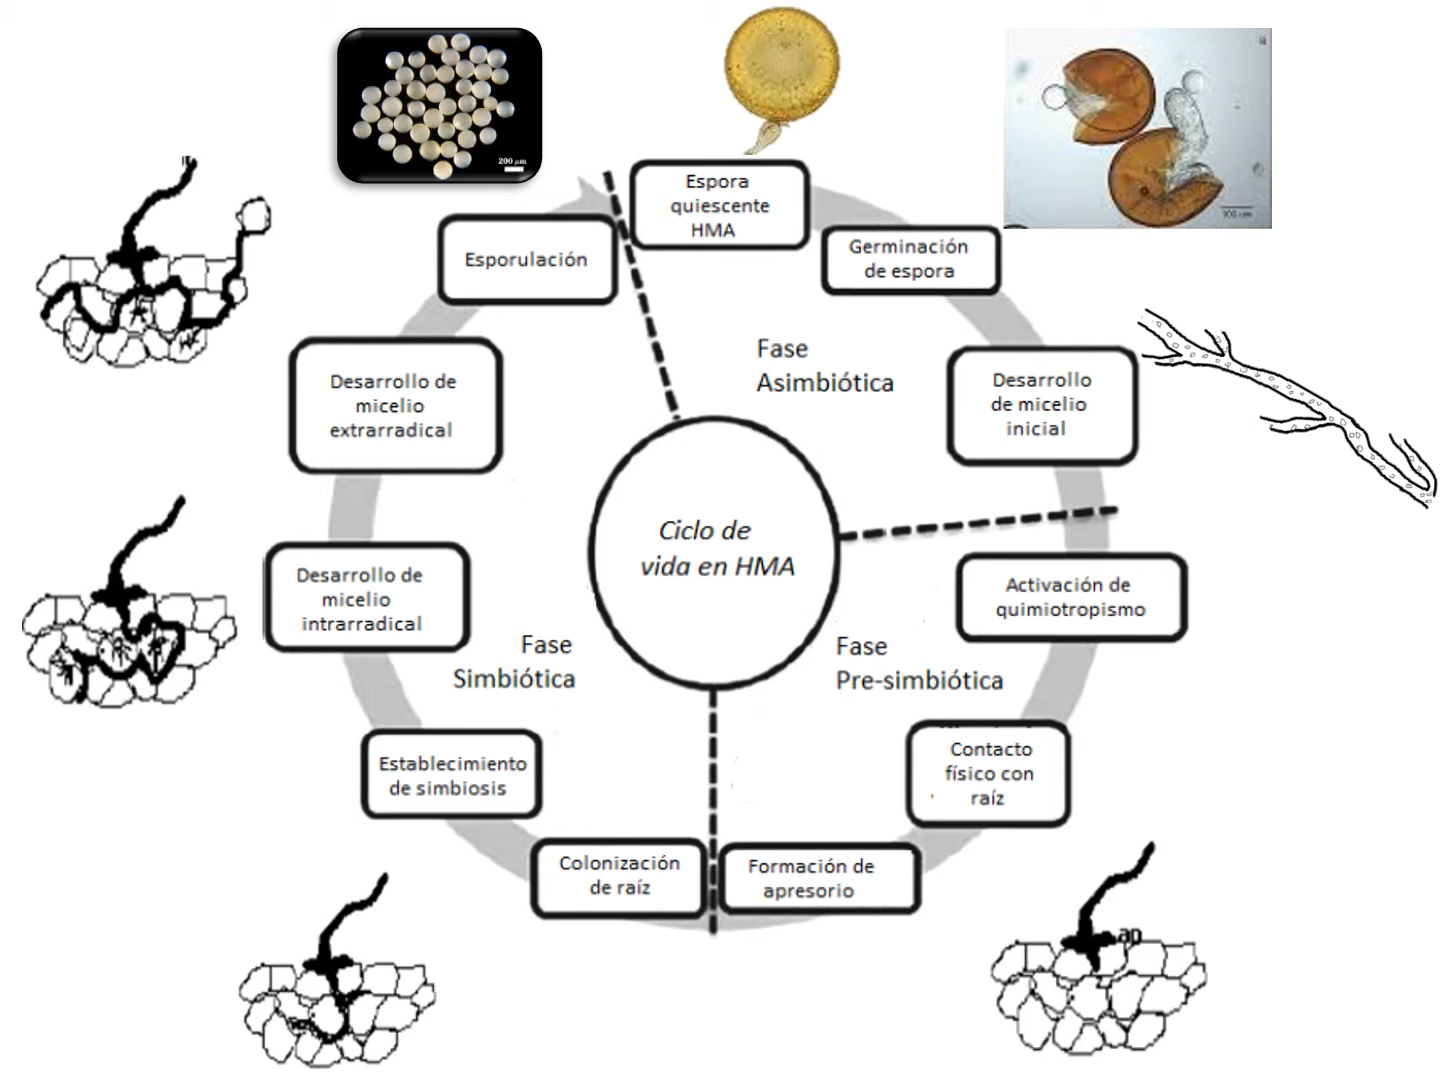 200 µm
Espora
quiescente
HMA
Germinación
de espora
Esporulación
Fase
Asimbiótica
Desarrollo de
micelio
extrarradical
Desarrollo
de micelio
inicial
Ciclo de
vida en HMA
Desarrollo de
micelio
intrarradical
Activación de
quimiotropismo
Fase
Simbiótica
Fase
Pre-simbiótica
Contacto
físico con
raíz
Establecimiento
de simbiosis
Colonización
de raíz
Formación de
apresorio
ap